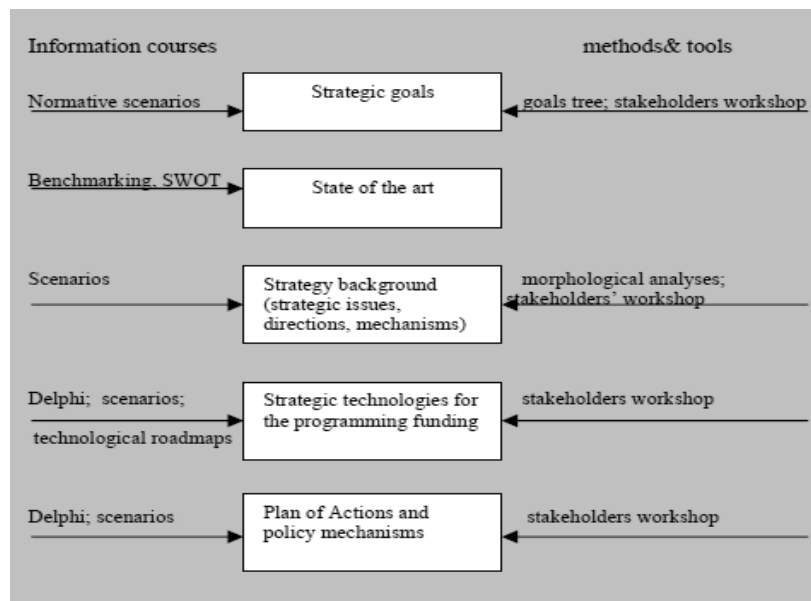 Information courses
methods& tools
Normative scenarios
Strategic goals
goals tree; stakeholders workshop
Benchmarking, SWOT
State of the art
Scenarios
Strategy background
(strategic issues,
directions, mechanisms)
morphological analyses;
stakeholders’ workshop
Delphi; scenarios;
technological roadmaps
Strategic technologies for
the programming funding
stakeholders workshop
Delphi; scenarios
Plan of Actions and
policy mechanisms
stakeholders workshop